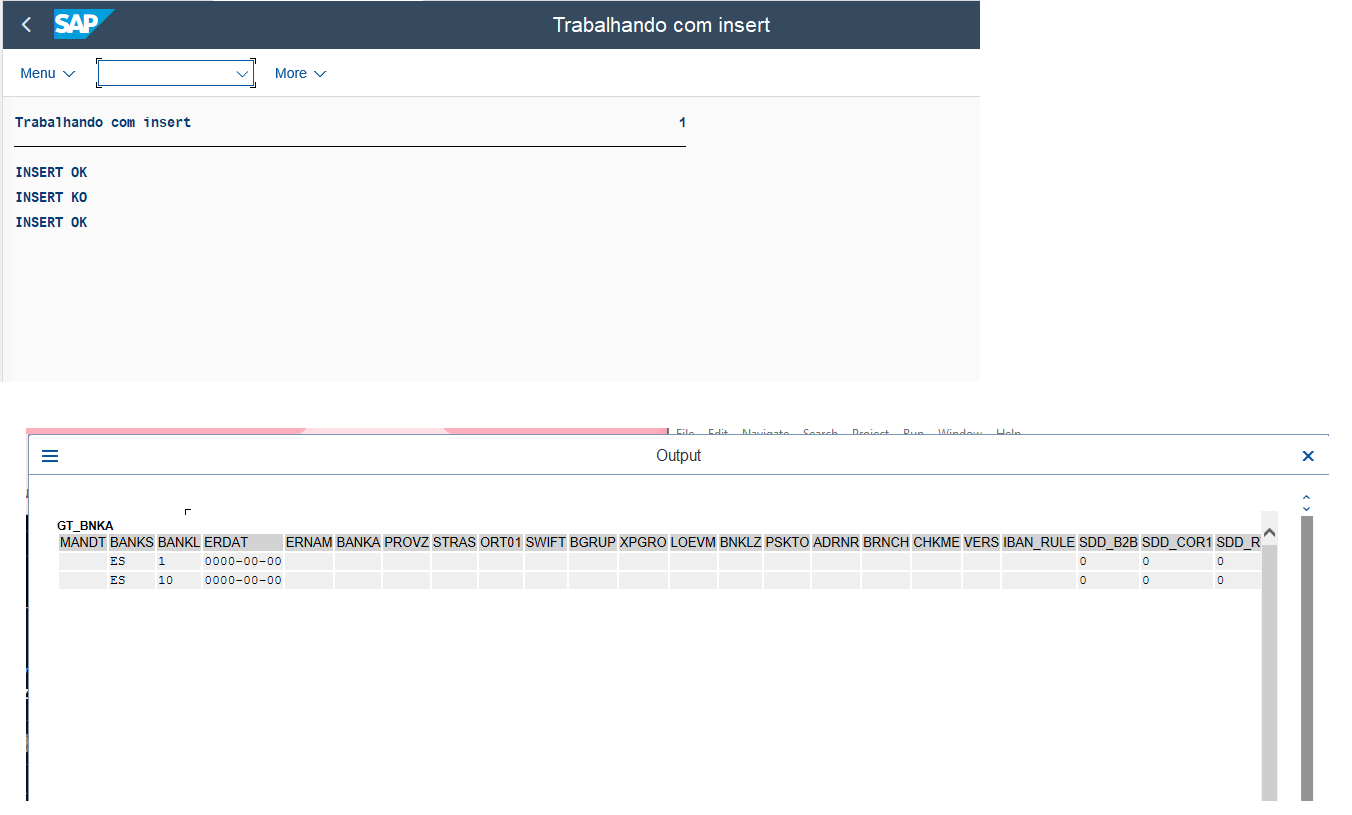 SAP Trabalhando com insert
Menu More
Trabalhando com insert 1
INSERT OK
INSERT KO
INSERT OK
File Edit Navigate Search Project Run Window Help
Output
GT_BNKA
MANDT BANKS BANKL ERDAT ERNAM BANKA PROVZ STRAS ORT01 SWIFT BGRUP XPGRO LOEVM BNKLZ PSKTO ADRNR BRNCH CHKME VERS IBAN_RULE SDD_B2B SDD_COR1 SDD_R
ES 1 0000-00-00 0 0 0
ES 10 0000-00-00 0 0 0